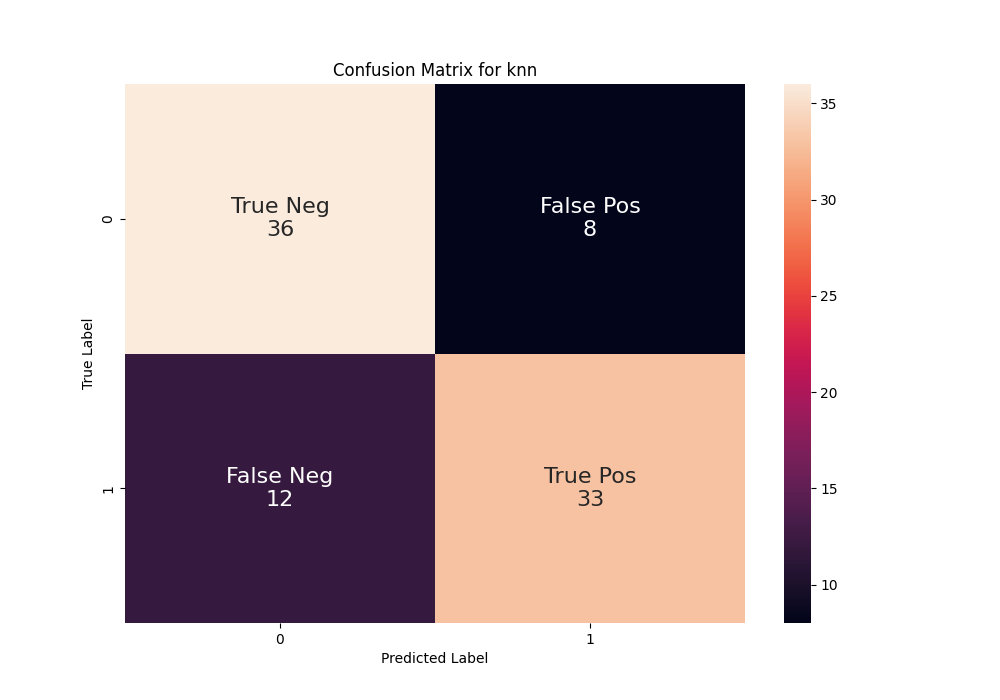 Confusion Matrix for knn
True Label
0
1
True Neg
36
False Pos
8
False Neg
12
True Pos
33
0
1
Predicted Label
35
30
25
20
15
10